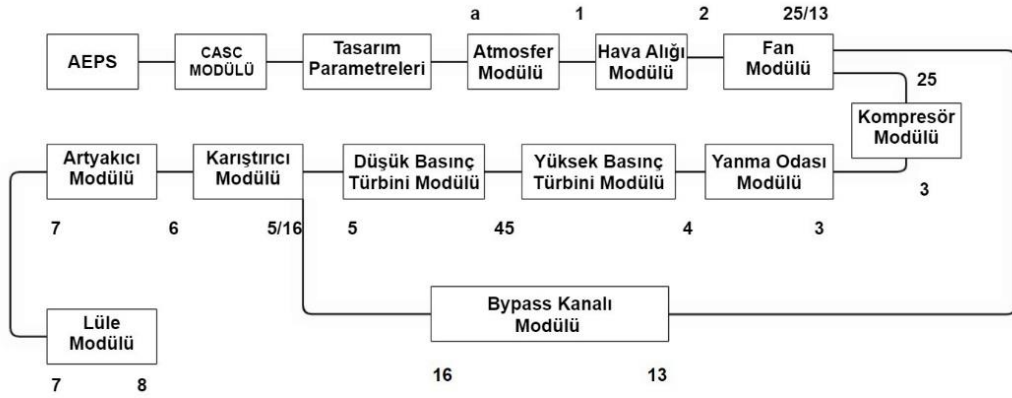 a 1 2 25/13
AEPS
CASC
MODÜLÜ
Tasarım
Parametreleri
Atmosfer
Modülü
Hava Alığı
Modülü
Fan
Modülü
25
Kompresör
Modülü
3
Artyakıcı
Modülü
Karıştırıcı
Modülü
Düşük Basınç
Türbini Modülü
Yüksek Basınç
Türbini Modülü
Yanma Odası
Modülü
7 6 5/16 5 45 4 3
Lüle
Modülü
7 8
Bypass Kanalı
Modülü
16 13